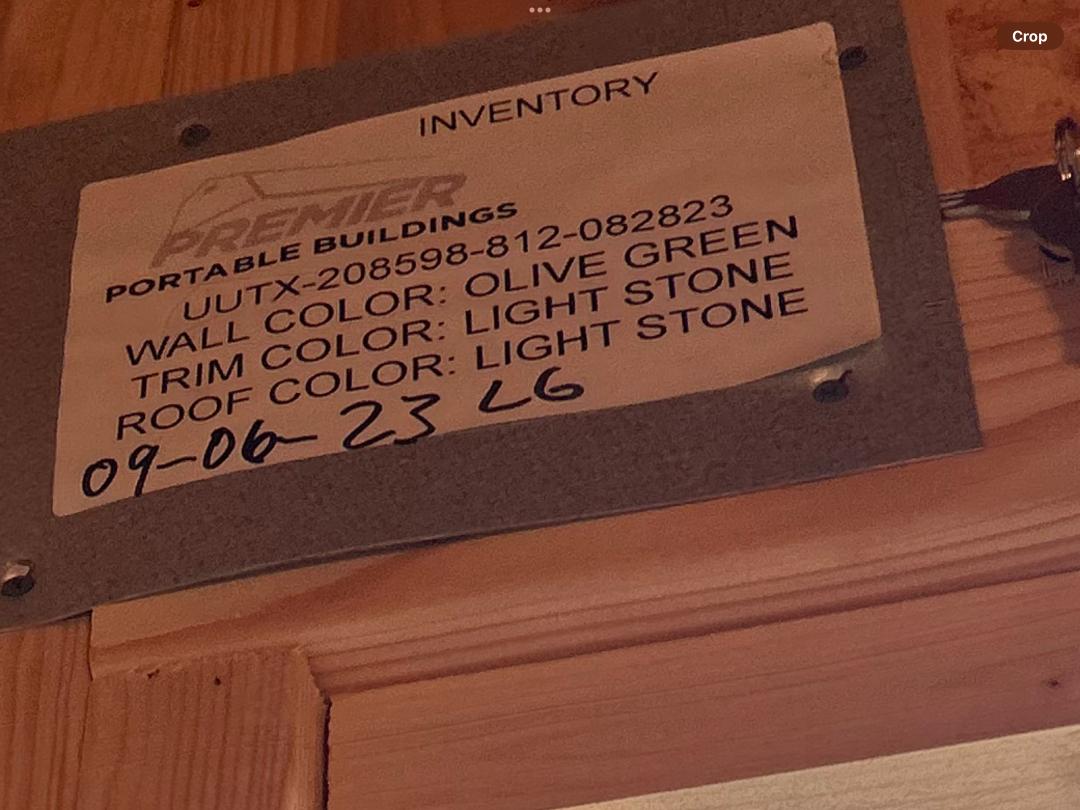 Crop
INVENTORY
PREMIER
PORTABLE BUILDINGS
UUTX-208598-812-082823
WALL COLOR: OLIVE GREEN
TRIM COLOR: LIGHT STONE
ROOF COLOR: LIGHT STONE
09-06-23 LG